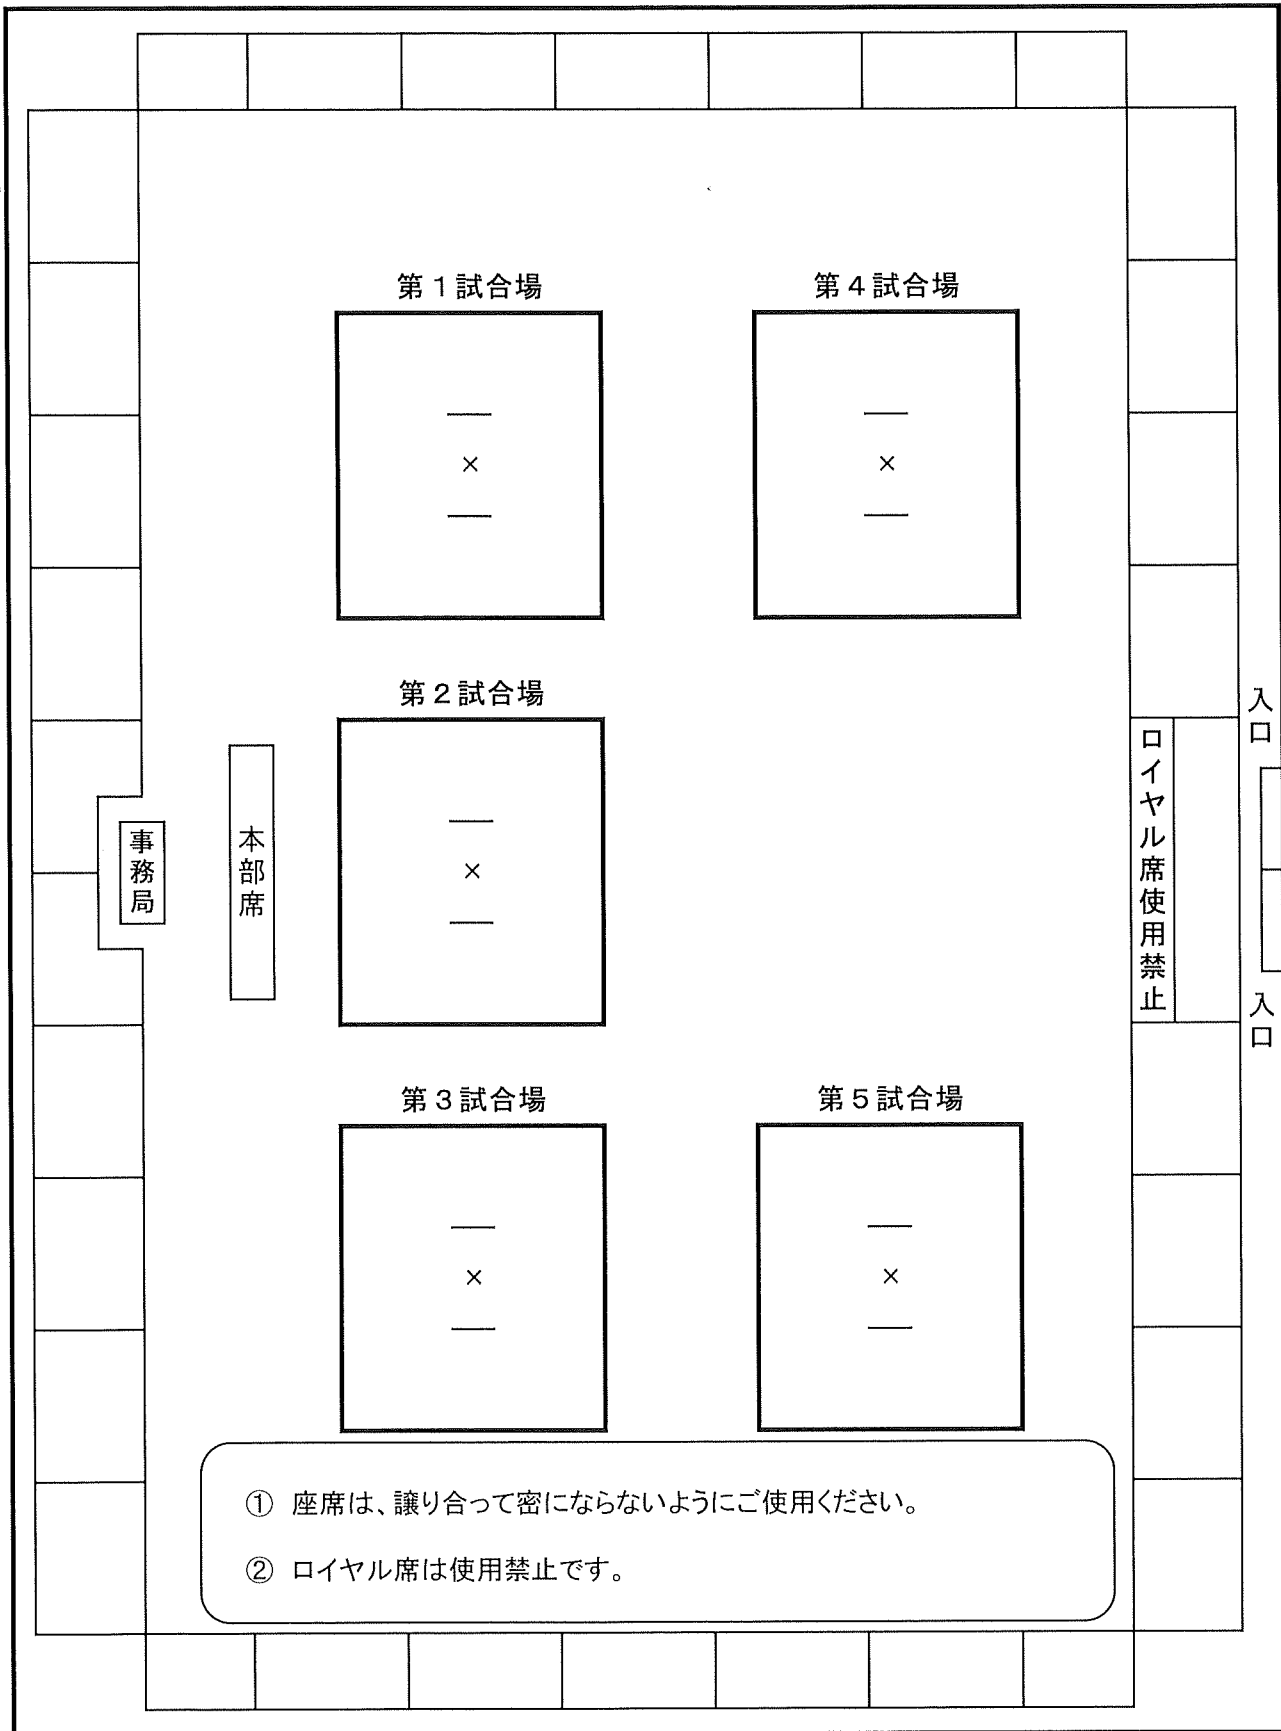 第１試合場
第４試合場
第２試合場
入口
ロイヤル席使用禁止
事務局
本部席
入口
第３試合場
第５試合場
×
×
×
×
×
① 座席は、譲り合って密にならないようにご使用ください。
② ロイヤル席は使用禁止です。